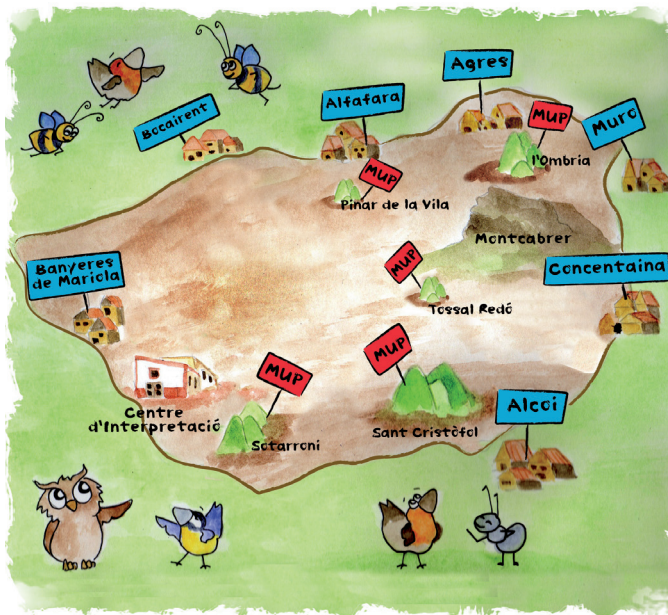 Agres
Alfafara
Bocairent
MUP
Muro
l'Ombria
MUP
Pinar de la Vila
Montcabrer
MUP
Concentaina
Banyeres
de Mariola
Tossal Redó
MUP
MUP
Centre
d'Interpretació
Sotarroni
Sant Cristòfol
Alcoi